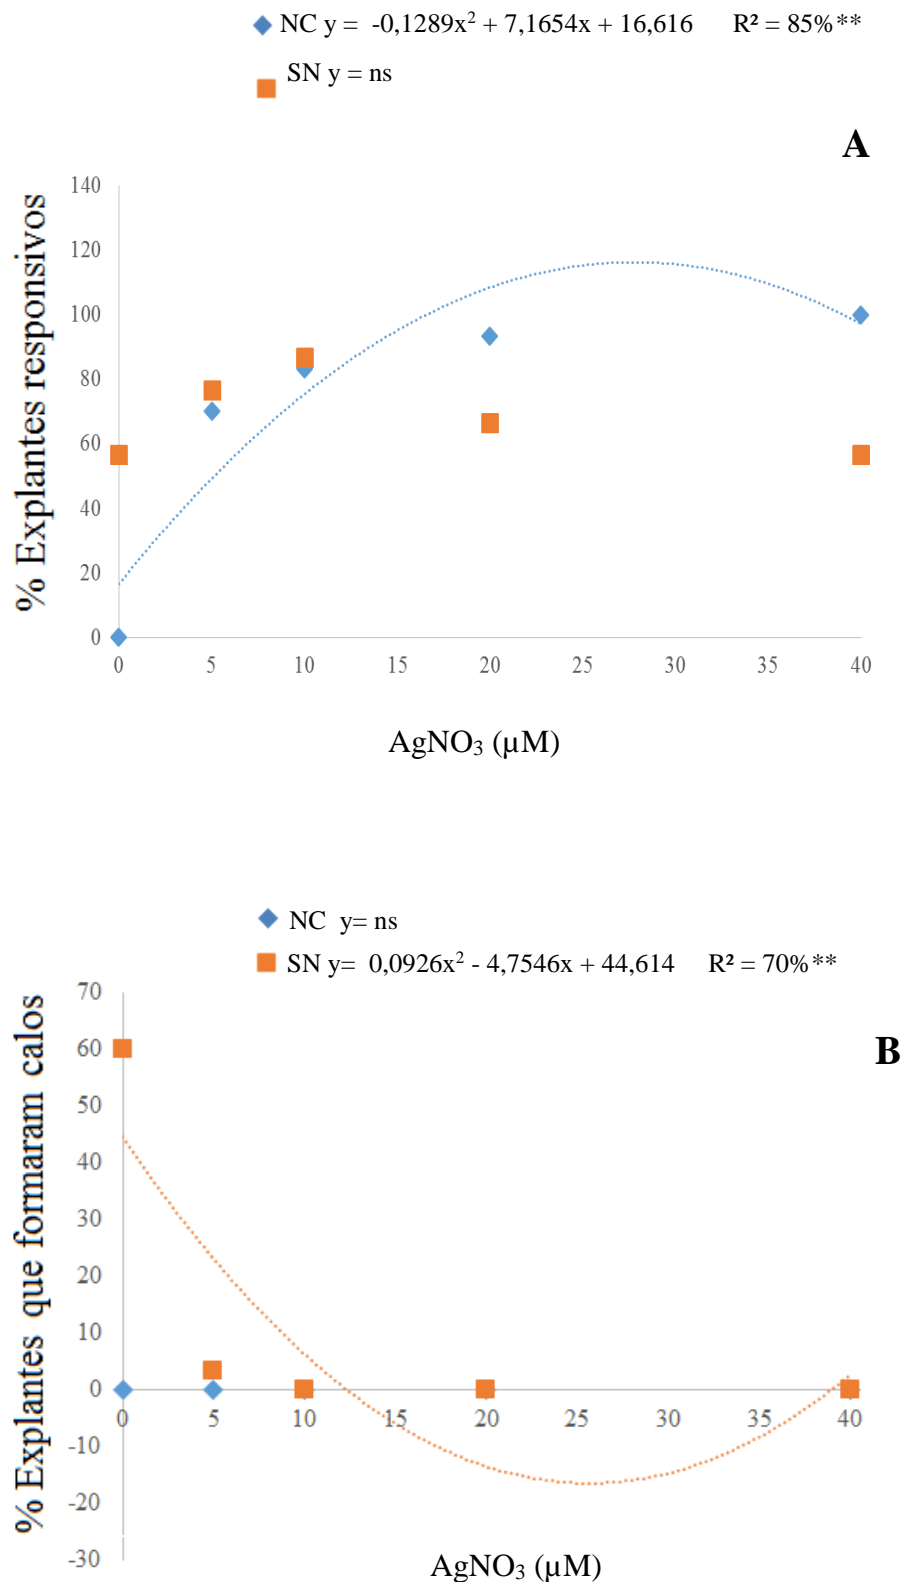 NC y = -0,1289x² + 7,1654x + 16,616 R² = 85%**
SN y = ns
A
% Explantes responsivos
140
120
100
80
60
40
20
0
0 5 10 15 20 25 30 35 40
AgNO₃ (µM)
NC y= ns
SN y= 0,0926x² - 4,7546x + 44,614 R² = 70%**
B
% Explantes que formaram calos
70
60
50
40
30
20
10
0
-10
-20
-30
0 5 10 15 20 25 30 35 40
AgNO₃ (µM)